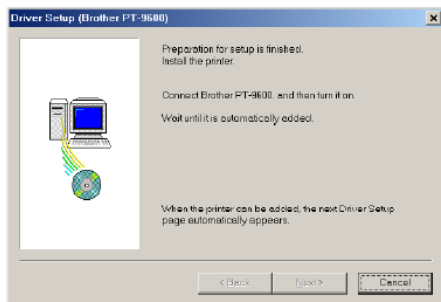 Driver Setup (Brother PT-9600)
Preparation for setup is finished.
Install the printer.
Connect Brother PT-9600, and then turn it on.
Wait until it is automatically added.
When the printer can be added, the next Driver Setup
page automatically appears.
< Back
Next >
Cancel